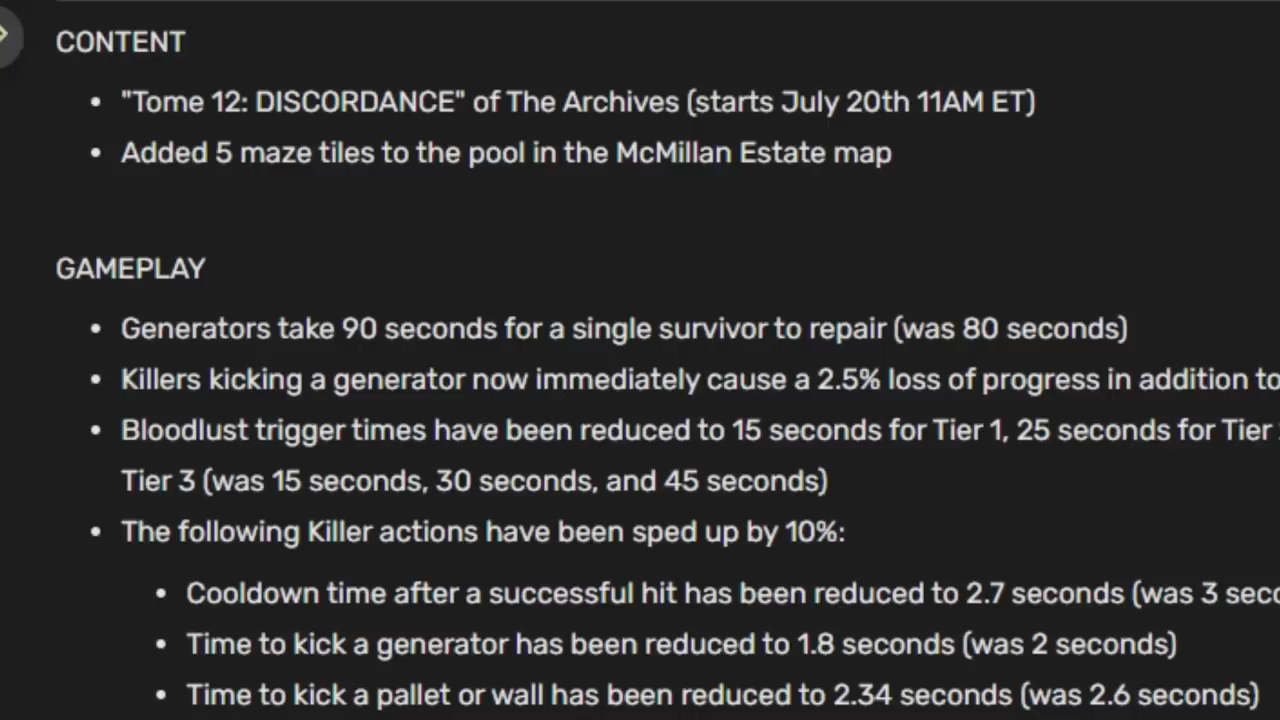 CONTENT
• "Tome 12: DISCORDANCE" of The Archives (starts July 20th 11AM ET)
• Added 5 maze tiles to the pool in the McMillan Estate map
GAMEPLAY
• Generators take 90 seconds for a single survivor to repair (was 80 seconds)
• Killers kicking a generator now immediately cause a 2.5% loss of progress in addition to
• Bloodlust trigger times have been reduced to 15 seconds for Tier 1, 25 seconds for Tier
Tier 3 (was 15 seconds, 30 seconds, and 45 seconds)
• The following Killer actions have been sped up by 10%:
• Cooldown time after a successful hit has been reduced to 2.7 seconds (was 3
• Time to kick a generator has been reduced to 1.8 seconds (was 2 seconds)
• Time to kick a pallet or wall has been reduced to 2.34 seconds (was 2.6 seconds)